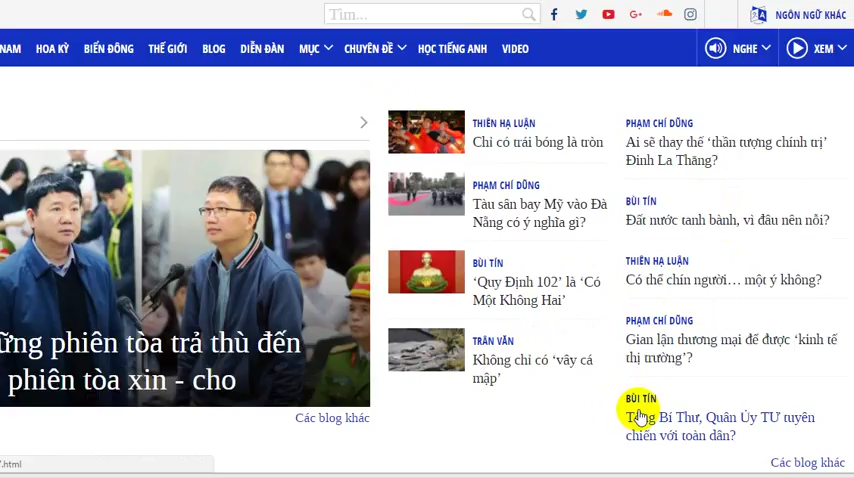 Tìm...
NGÔN NGỮ KHÁC
NAM HOA KỲ BIỂN ĐÔNG THẾ GIỚI BLOG DIỄN ĐÀN MỤC CHUYÊN ĐỀ HỌC TIẾNG ANH VIDEO NGHE XEM
ững phiên tòa trả thù đến
phiên tòa xin - cho
Các blog khác
THIÊN HẠ LUẬN
Chỉ có trái bóng là tròn
PHẠM CHÍ DŨNG
Tàu sân bay Mỹ vào Đà
Nẵng có ý nghĩa gì?
BÙI TÍN
‘Quy Định 102’ là ‘Có
Một Không Hai’
TRÂN VĂN
Không chỉ có ‘vây cá
mập’
PHẠM CHÍ DŨNG
Ai sẽ thay thế ‘thần tượng chính trị’
Đinh La Thăng?
BÙI TÍN
Đất nước tanh bành, vì đâu nên nỗi?
THIÊN HẠ LUẬN
Có thể chín người… một ý không?
PHẠM CHÍ DŨNG
Gian lận thương mại để được ‘kinh tế
thị trường’?
BÙI TÍN
Tổng Bí Thư, Quân Ủy TƯ tuyên
chiến với toàn dân?
Các blog khác
7.html